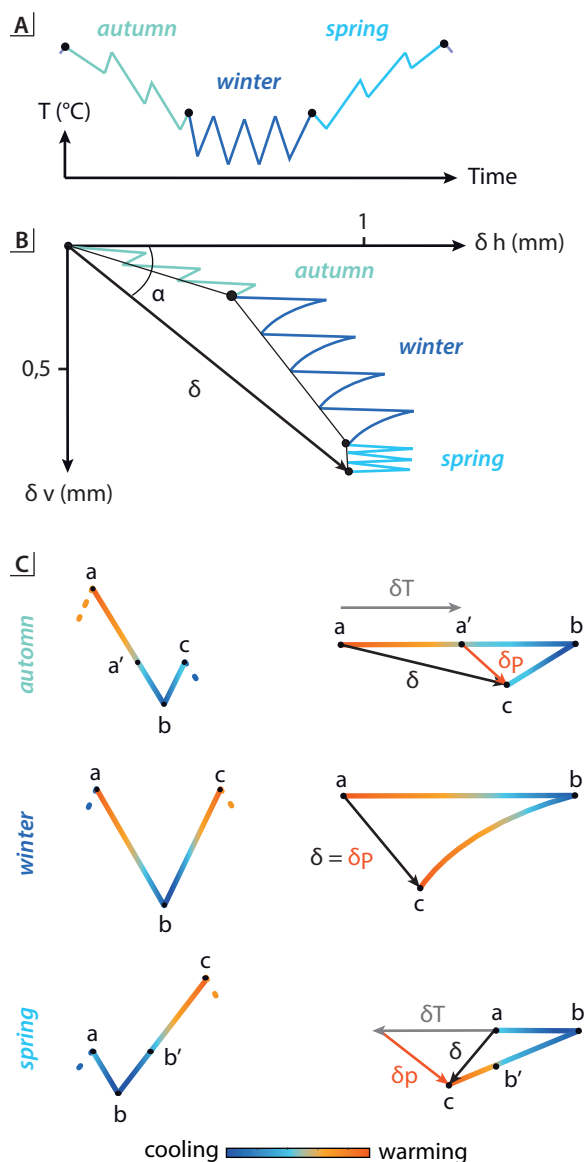 A
autumn
spring
winter
T (°C)
Time
B
1
δ h (mm)
autumn
α
winter
0,5
δ
spring
δ v (mm)
C
a
c
a’
b
automn
δT
a
a’
b
δP
δ
c
a
c
b
winter
a
b
δ = δP
c
c
a
b’
b
spring
δT
a
b
δ
δp
c
b’
cooling
warming